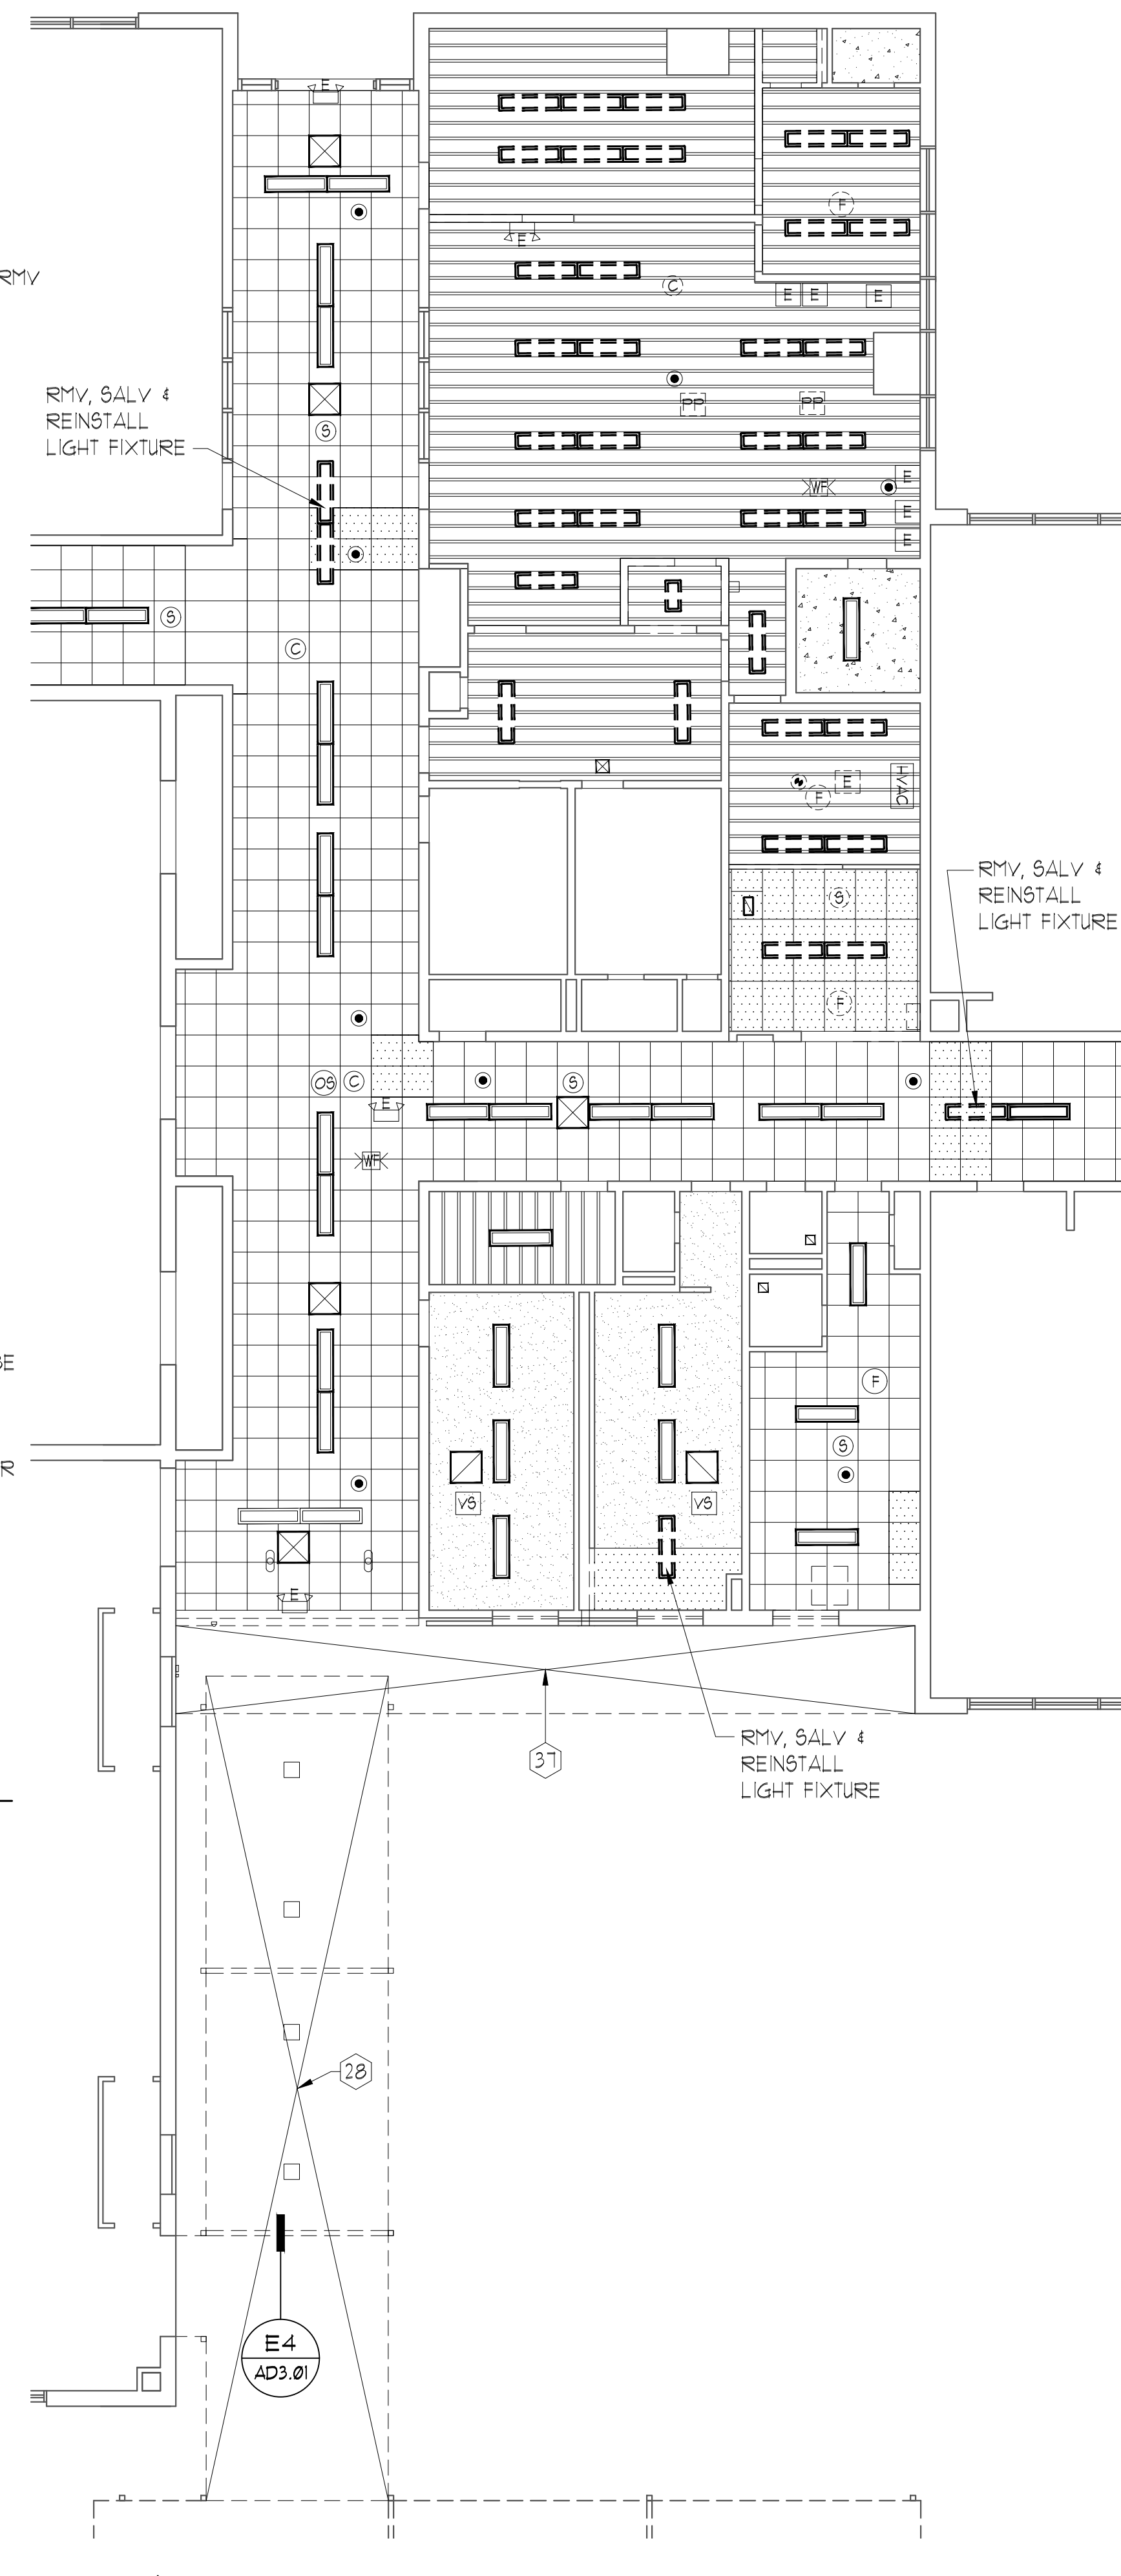 E
RMV
F
E
C
E E E
RMV, SALV &
REINSTALL
LIGHT FIXTURE
PP PP
S
E
WF
E
E
S
C
HVAC
E
F
RMV, SALV &
REINSTALL
LIGHT FIXTURE
S
F
OS C
S
E
WF
F
S
VS VS
E
37
RMV, SALV &
REINSTALL
LIGHT FIXTURE
28
E4
AD3.01